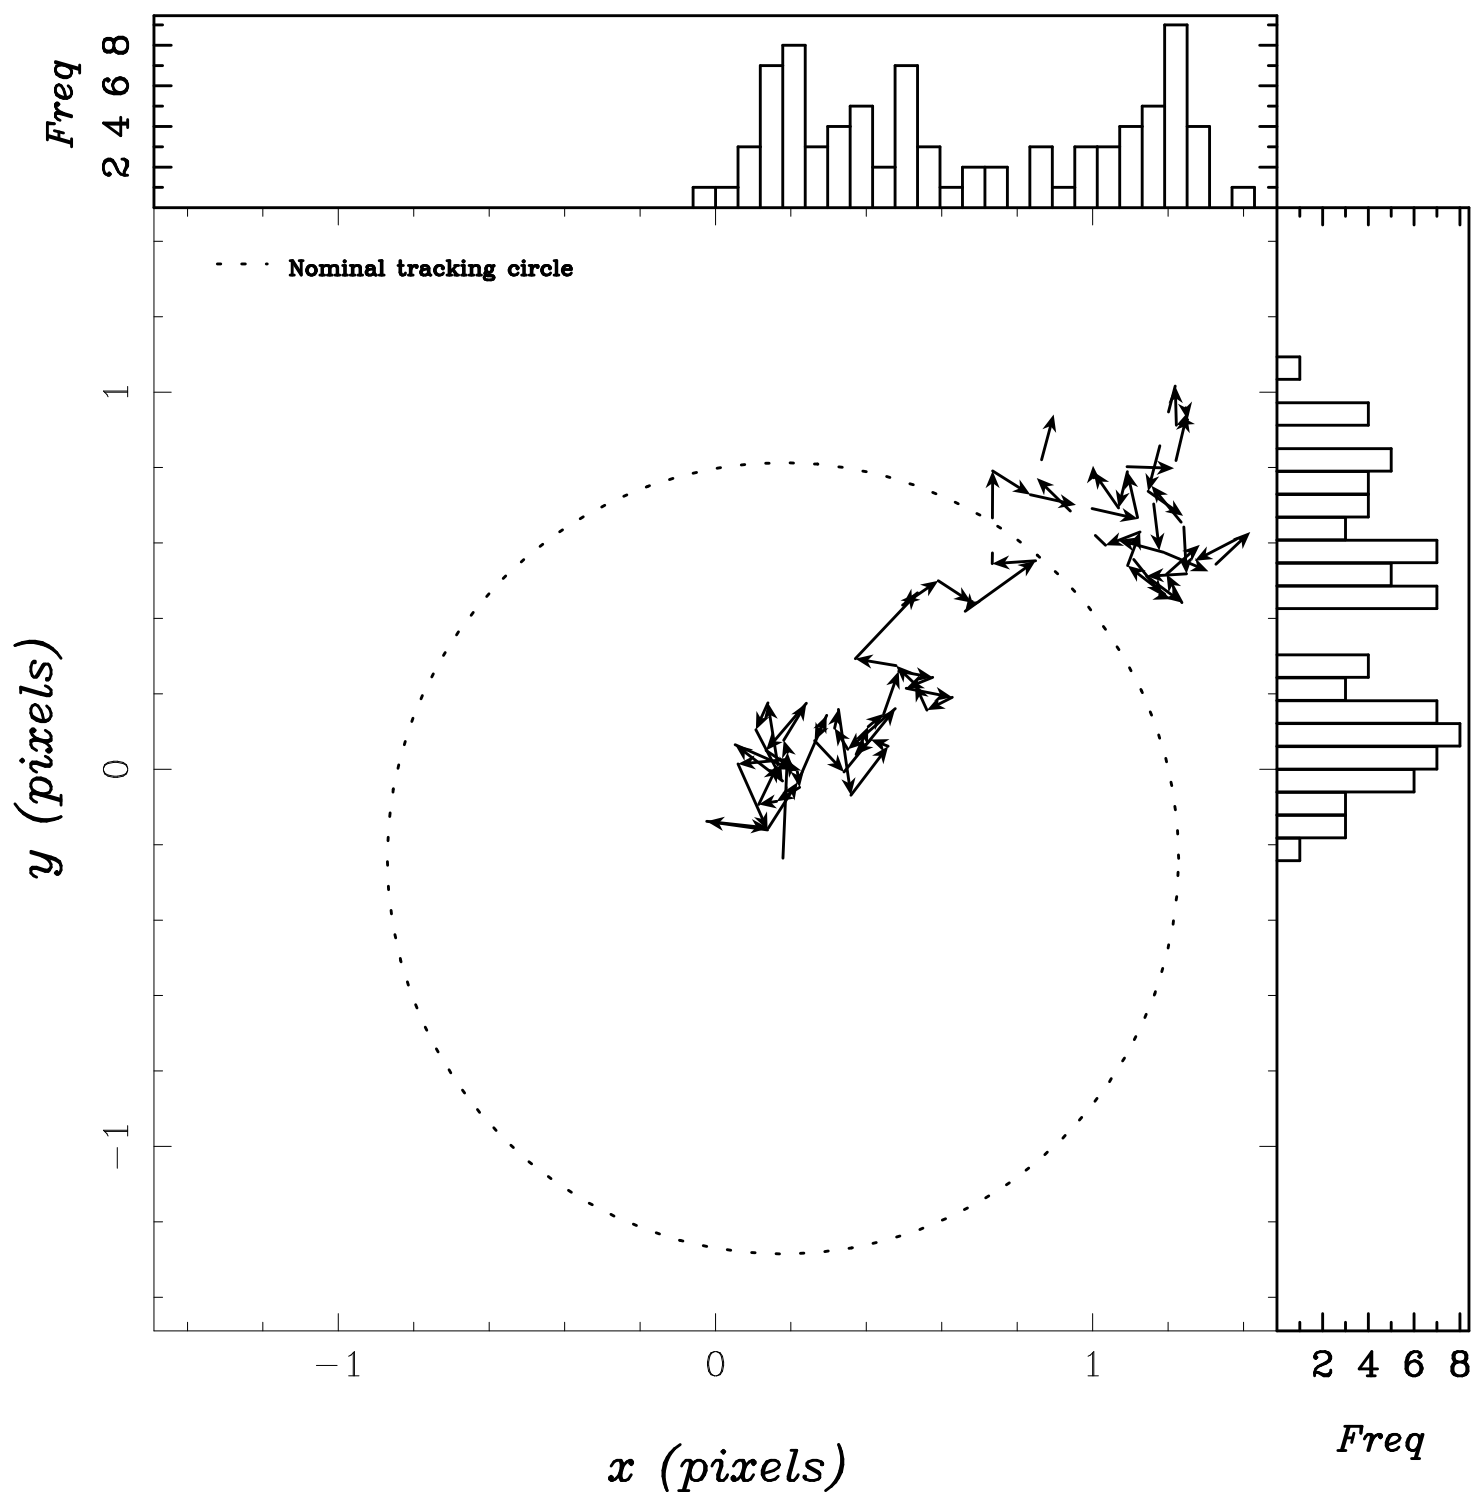 Freq
8
6
4
2
Nominal tracking circle
1
0
−1
y (pixels)
−1 0 1
2 4 6 8
x (pixels)
Freq